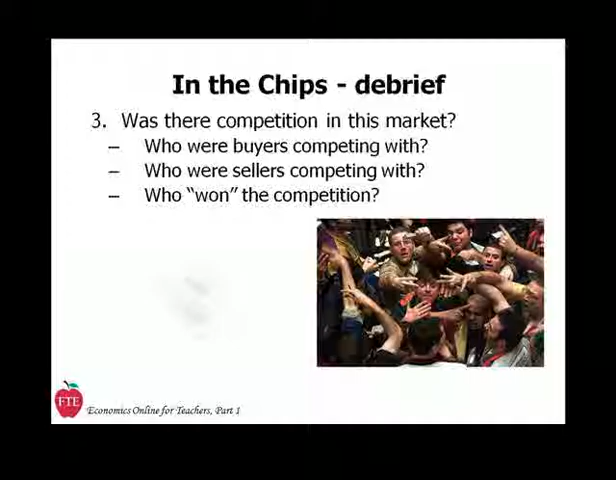 In the Chips - debrief
3. Was there competition in this market?
– Who were buyers competing with?
– Who were sellers competing with?
– Who “won” the competition?
FTE
Economics Online for Teachers, Part 1